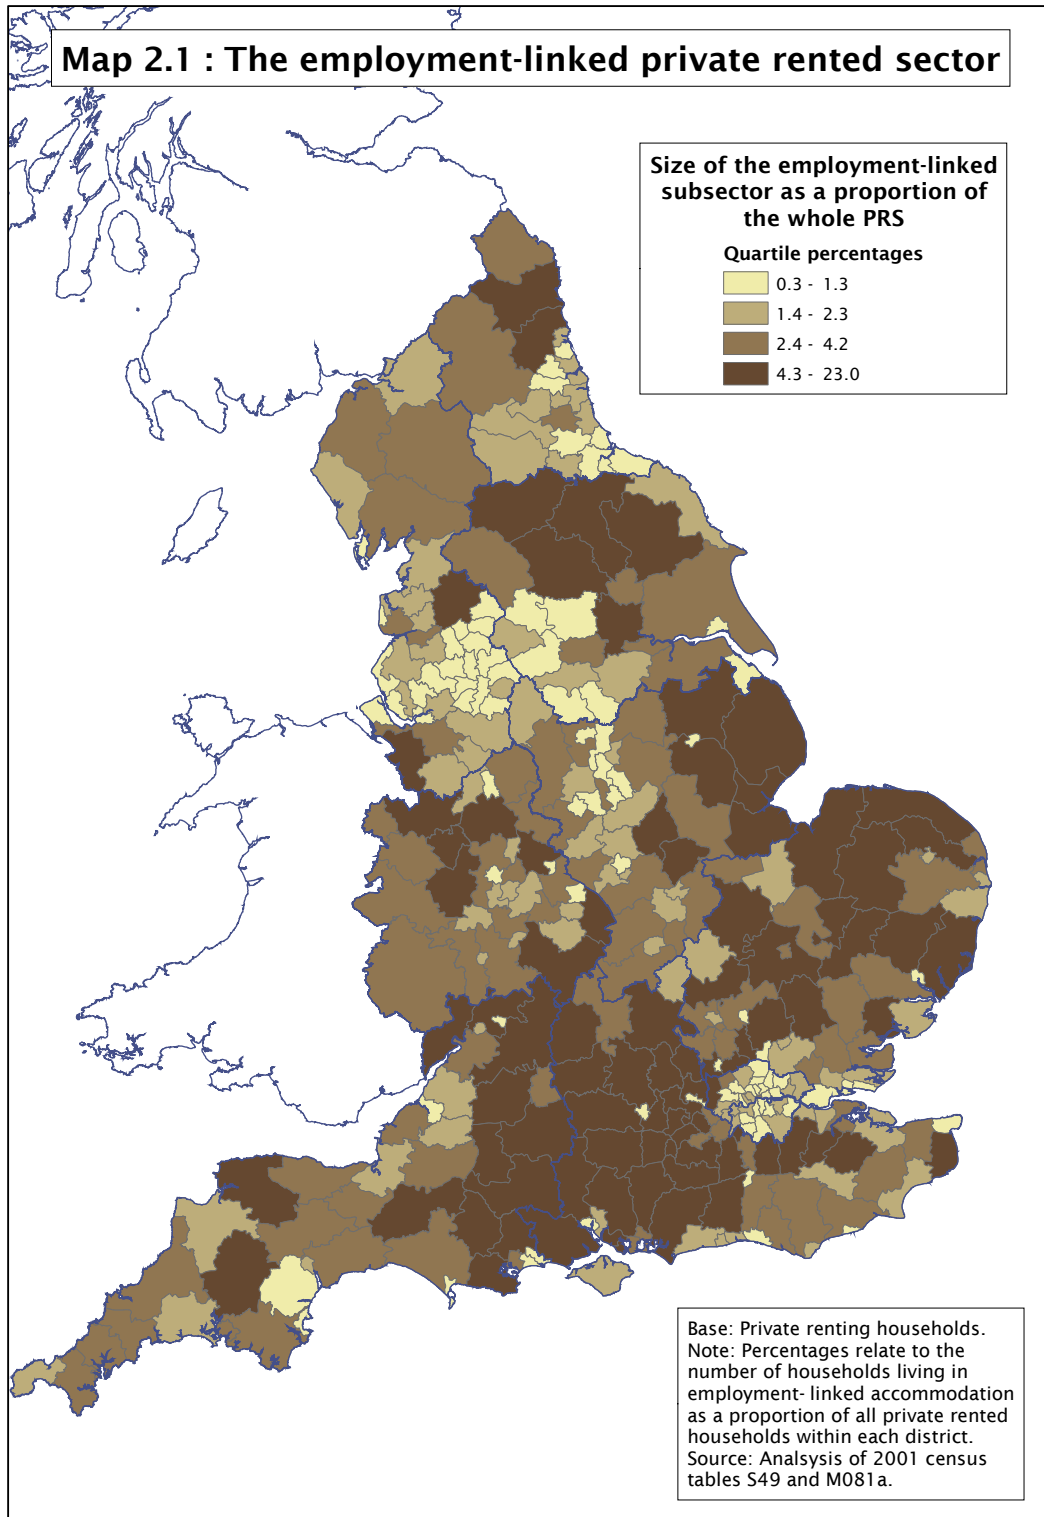 Map 2.1 : The employment-linked private rented sector
Size of the employment-linked
subsector as a proportion of
the whole PRS
Quartile percentages
0.3 - 1.3
1.4 - 2.3
2.4 - 4.2
4.3 - 23.0
Base: Private renting households.
Note: Percentages relate to the
number of households living in
employment- linked accommodation
as a proportion of all private rented
households within each district.
Source: Analsysis of 2001 census
tables S49 and M081a.